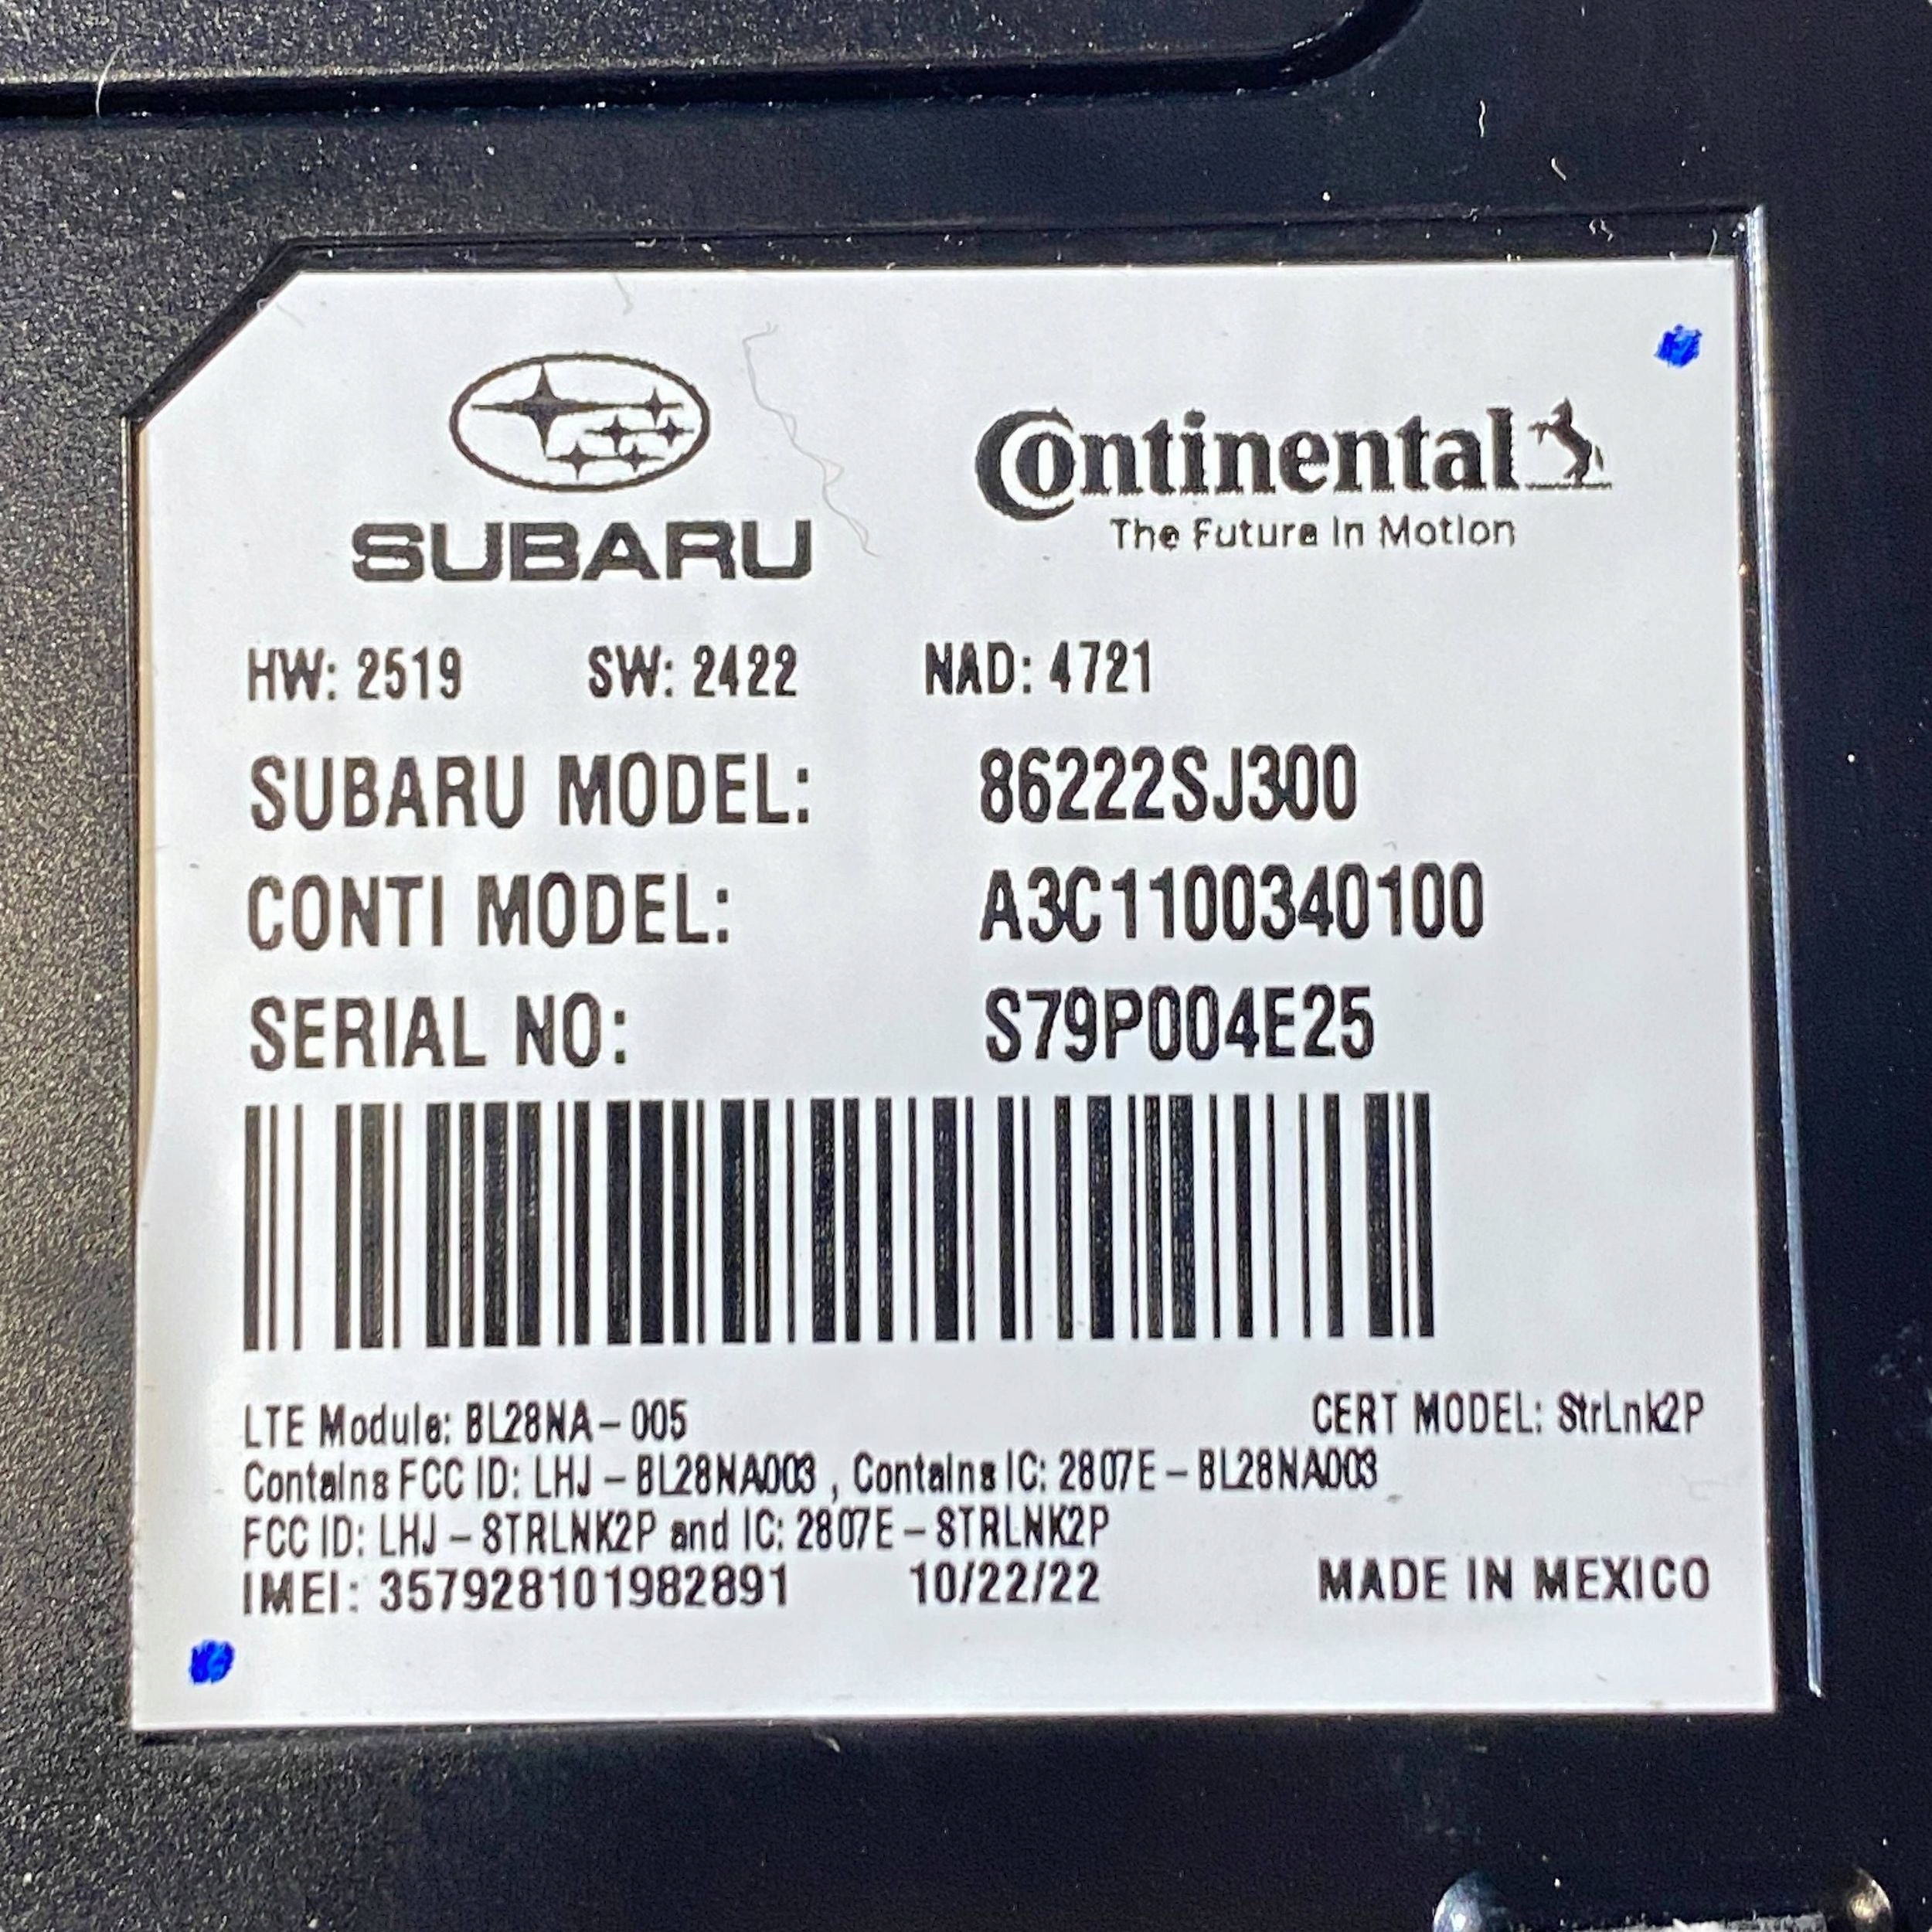 SUBARU
Continental
The Future in Motion
HW: 2519 SW: 2422 NAD: 4721
SUBARU MODEL: 86222SJ300
CONTI MODEL: A3C1100340100
SERIAL NO: S79P004E25
LTE Module: BL28NA-005 CERT MODEL: StrLnk2P
Contains FCC ID: LHJ-BL28NA003, Contains IC: 2807E-BL28NA003
FCC ID: LHJ-STRLNK2P and IC: 2807E-STRLNK2P
IMEI: 357928101982891 10/22/22 MADE IN MEXICO